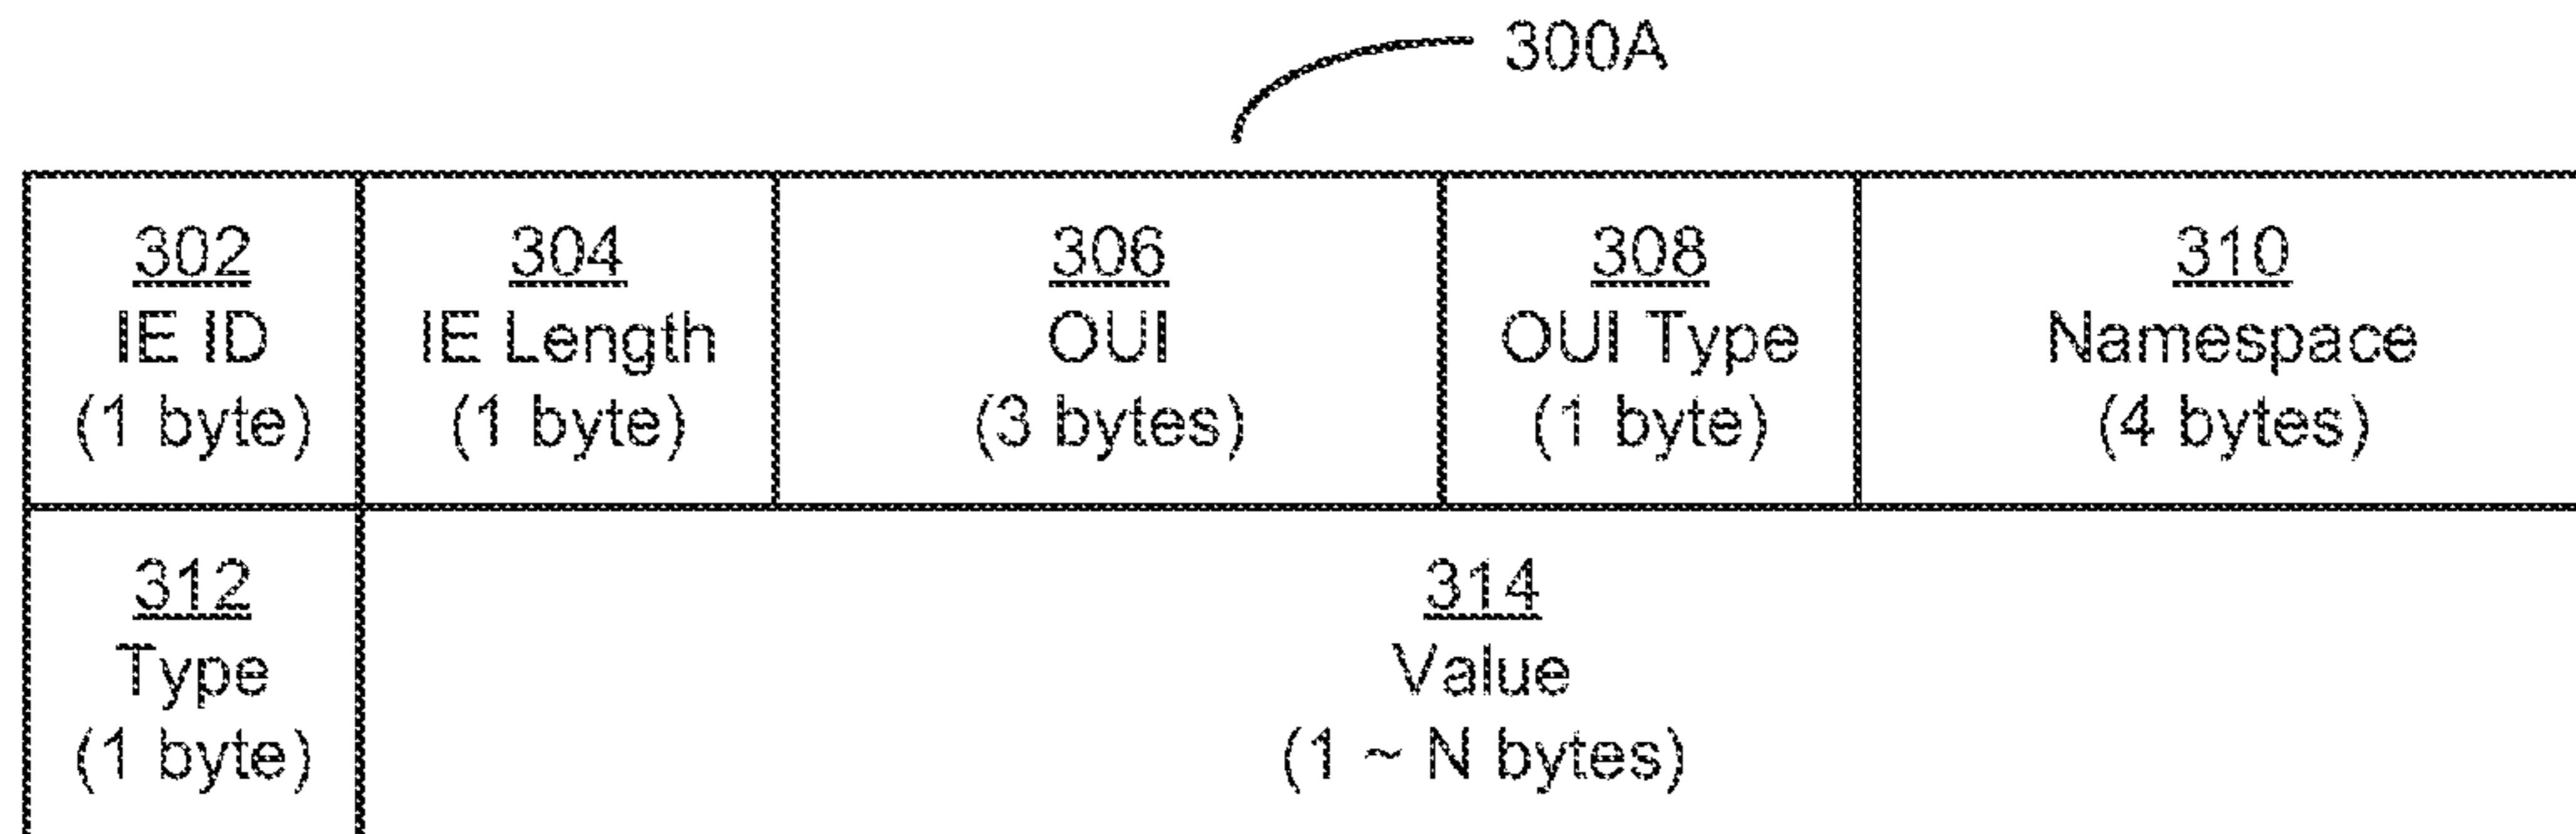 300A
302
IE ID
(1 byte)
304
IE Length
(1 byte)
306
OUI
(3 bytes)
308
OUI Type
(1 byte)
310
Namespace
(4 bytes)
312
Type
(1 byte)
314
Value
(1 ~ N bytes)